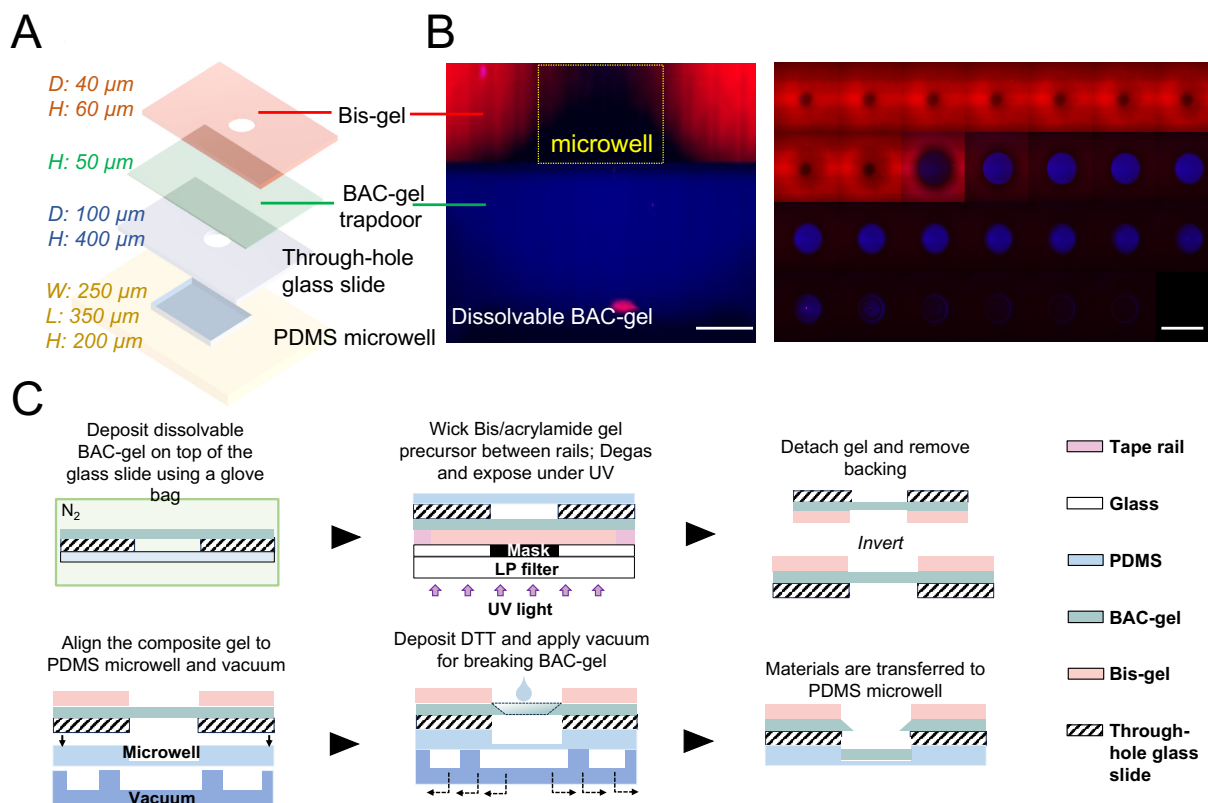 A
D: 40 μm
H: 60 μm
Bis-gel
H: 50 μm
BAC-gel
trapdoor
D: 100 μm
H: 400 μm
Through-hole
glass slide
W: 250 μm
L: 350 μm
H: 200 μm
PDMS microwell
B
microwell
Dissolvable BAC-gel
C
Deposit dissolvable
BAC-gel on top of the
glass slide using a glove
bag
N2
Wick Bis/acrylamide gel
precursor between rails; Degas
and expose under UV
Mask
LP filter
UV light
Detach gel and remove
backing
Invert
Align the composite gel to
PDMS microwell and vacuum
Microwell
Vacuum
Deposit DTT and apply vacuum
for breaking BAC-gel
Materials are transferred to
PDMS microwell
Tape rail
Glass
PDMS
BAC-gel
Bis-gel
Through-
hole glass
slide